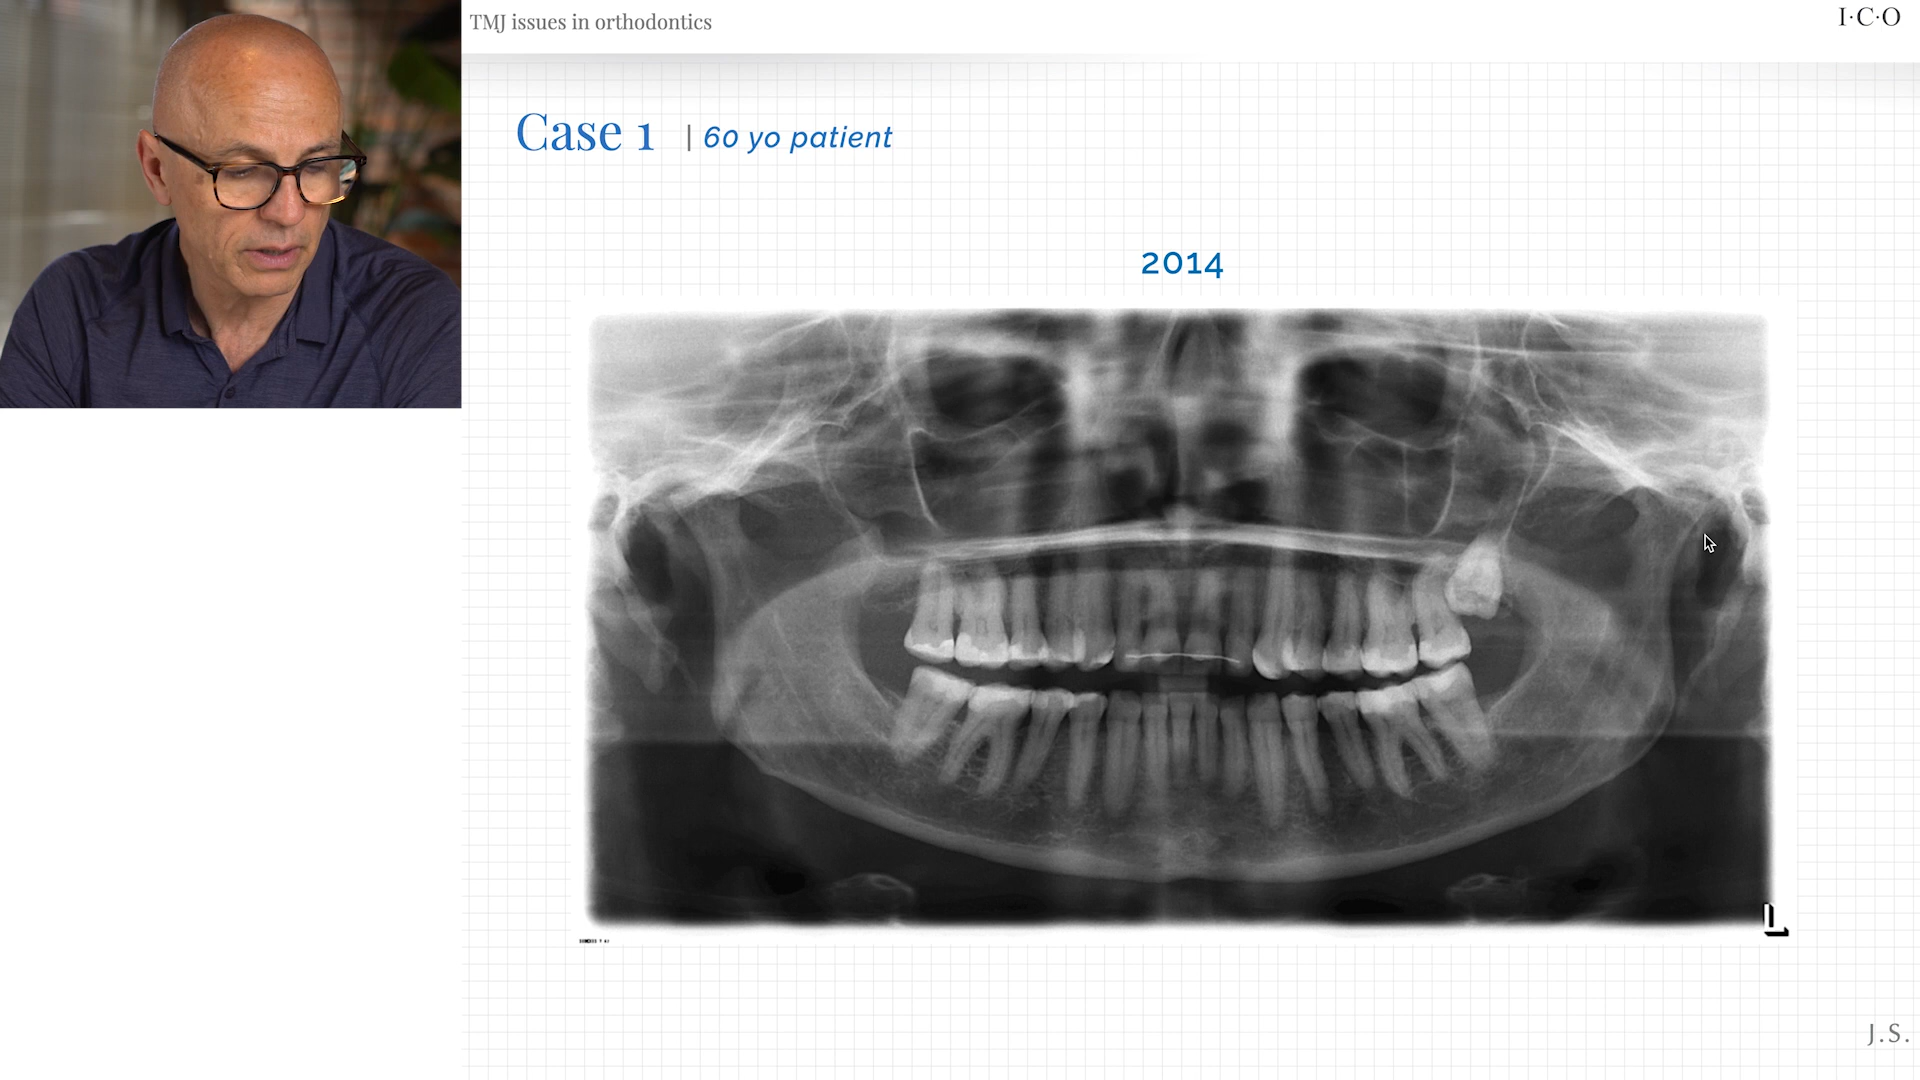 TMJ issues in orthodontics
I·C·O
Case 1 | 60 yo patient
2014
L
J.S.